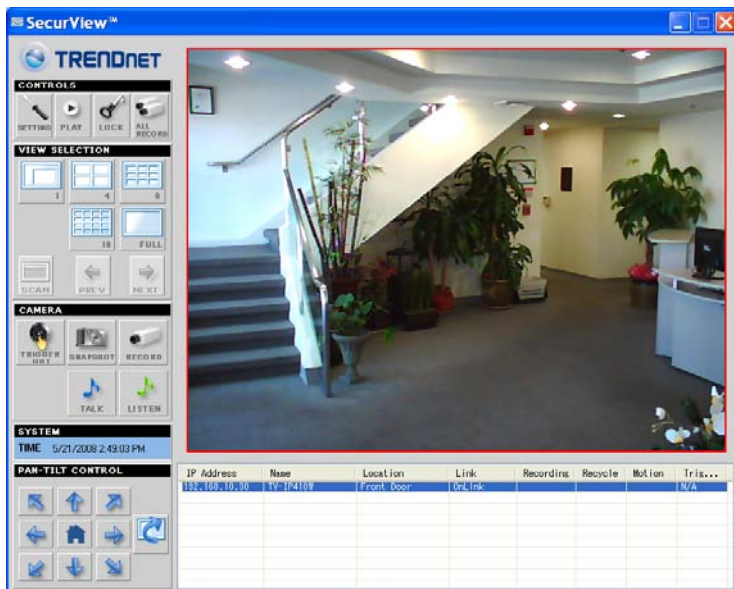 SecurView™
TRENDNET
CONTROLS
SETTING PLAY LOCK ALL RECORD
VIEW SELECTION
1 4 9
16 FULL
SCAN PREV NEXT
CAMERA
TRIGGER OUT SNAPSHOT RECORD
TALK LISTEN
SYSTEM
TIME 5/21/2008 2:49:03 PM
PAN-TILT CONTROL
IP Address Name Location Link Recording Recycle Motion Trig...
192.168.10.30 TV-IP410W Front Door OnLink N/A